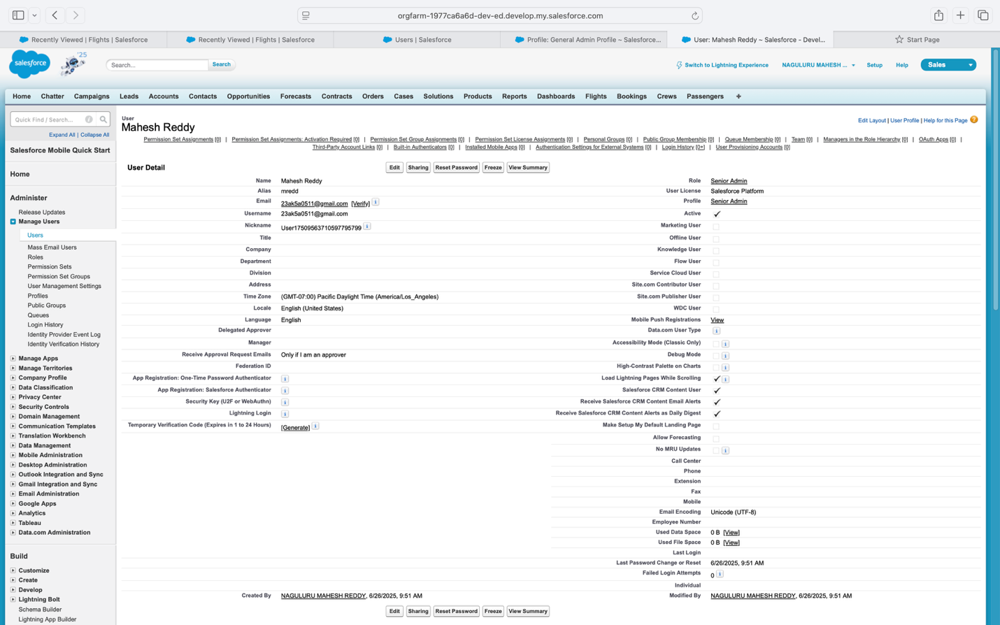 orgfarm-1977ca6a6d-dev-ed.develop.my.salesforce.com
Recently Viewed | Flights | Salesforce
Recently Viewed | Flights | Salesforce
Users | Salesforce
Profile: General Admin Profile ~ Salesforce...
User: Mahesh Reddy ~ Salesforce - Devel...
Start Page
salesforce
'25
Search...
Search
Switch to Lightning Experience
NAGULURU MAHESH ...
Setup
Help
Sales
Home Chatter Campaigns Leads Accounts Contacts Opportunities Forecasts Contracts Orders Cases Solutions Products Reports Dashboards Flights Bookings Crews Passengers +
Quick Find / Search...
Expand All | Collapse All
Salesforce Mobile Quick Start
Home
Administer
Release Updates
Manage Users
Users
Mass Email Users
Roles
Permission Sets
Permission Set Groups
User Management Settings
Profiles
Public Groups
Queues
Login History
Identity Provider Event Log
Identity Verification History
Manage Apps
Manage Territories
Company Profile
Data Classification
Privacy Center
Security Controls
Domain Management
Communication Templates
Translation Workbench
Data Management
Mobile Administration
Desktop Administration
Outlook Integration and Sync
Gmail Integration and Sync
Email Administration
Google Apps
Analytics
Tableau
Data.com Administration
Build
Customize
Create
Develop
Lightning Bolt
Schema Builder
Lightning App Builder
User
Mahesh Reddy
Edit Layout | User Profile | Help for this Page ?
Permission Set Assignments [0] | Permission Set Assignments: Activation Required [0] | Permission Set Group Assignments [0] | Permission Set License Assignments [0] | Personal Groups [0] | Public Group Membership [0] | Queue Membership [0] | Team [0] | Managers in the Role Hierarchy [0] | OAuth Apps [0] |
Third-Party Account Links [0] | Built-in Authenticators [0] | Installed Mobile Apps [0] | Authentication Settings for External Systems [0] | Login History [0+] | User Provisioning Accounts [0]
User Detail
Edit Sharing Reset Password Freeze View Summary
Name Mahesh Reddy
Alias mredd
Email 23ak5a0511@gmail.com [Verify] i
Username 23ak5a0511@gmail.com
Nickname User17509563710597795799 i
Title
Company
Department
Division
Address
Time Zone (GMT-07:00) Pacific Daylight Time (America/Los_Angeles)
Locale English (United States)
Language English
Delegated Approver
Manager
Receive Approval Request Emails Only if I am an approver
Federation ID
App Registration: One-Time Password Authenticator i
App Registration: Salesforce Authenticator i
Security Key (U2F or WebAuthn) i
Lightning Login i
Temporary Verification Code (Expires in 1 to 24 Hours) [Generate] i
Role Senior Admin
User License Salesforce Platform
Profile Senior Admin
Active ✓
Marketing User
Offline User
Knowledge User
Flow User
Service Cloud User
Site.com Contributor User
Site.com Publisher User
WDC User
Mobile Push Registrations View
Data.com User Type i
Accessibility Mode (Classic Only) i
Debug Mode i
High-Contrast Palette on Charts i
Load Lightning Pages While Scrolling ✓ i
Salesforce CRM Content User ✓
Receive Salesforce CRM Content Email Alerts ✓
Receive Salesforce CRM Content Alerts as Daily Digest ✓
Make Setup My Default Landing Page
Allow Forecasting
No MRU Updates i
Call Center
Phone
Extension
Fax
Mobile
Email Encoding Unicode (UTF-8)
Employee Number
Used Data Space 0 B [View]
Used File Space 0 B [View]
Last Login
Last Password Change or Reset 6/26/2025, 9:51 AM
Failed Login Attempts 0 i
Individual
Created By NAGULURU MAHESH REDDY, 6/26/2025, 9:51 AM
Modified By NAGULURU MAHESH REDDY, 6/26/2025, 9:51 AM
Edit Sharing Reset Password Freeze View Summary